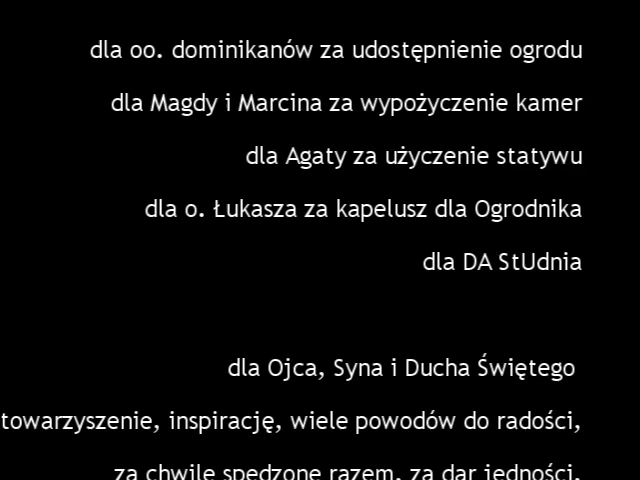 dla oo. dominikanów za udostępnienie ogrodu
dla Magdy i Marcina za wypożyczenie kamer
dla Agaty za użyczenie statywu
dla o. Łukasza za kapelusz dla Ogrodnika
dla DA StUdnia
dla Ojca, Syna i Ducha Świętego
towarzyszenie, inspirację, wiele powodów do radości,
za chwile spędzone razem, za dar jedności,